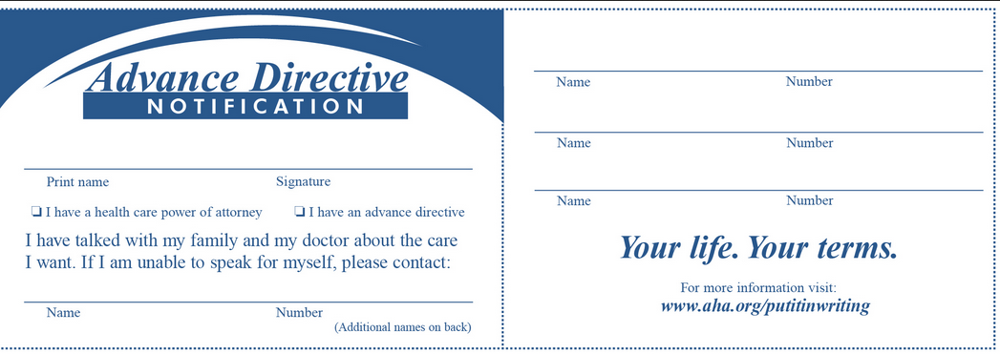 Advance Directive
NOTIFICATION
Print name Signature
❏ I have a health care power of attorney ❏ I have an advance directive
I have talked with my family and my doctor about the care
I want. If I am unable to speak for myself, please contact:
Name Number
(Additional names on back)
Name Number
Name Number
Name Number
Your life. Your terms.
For more information visit:
www.aha.org/putitinwriting